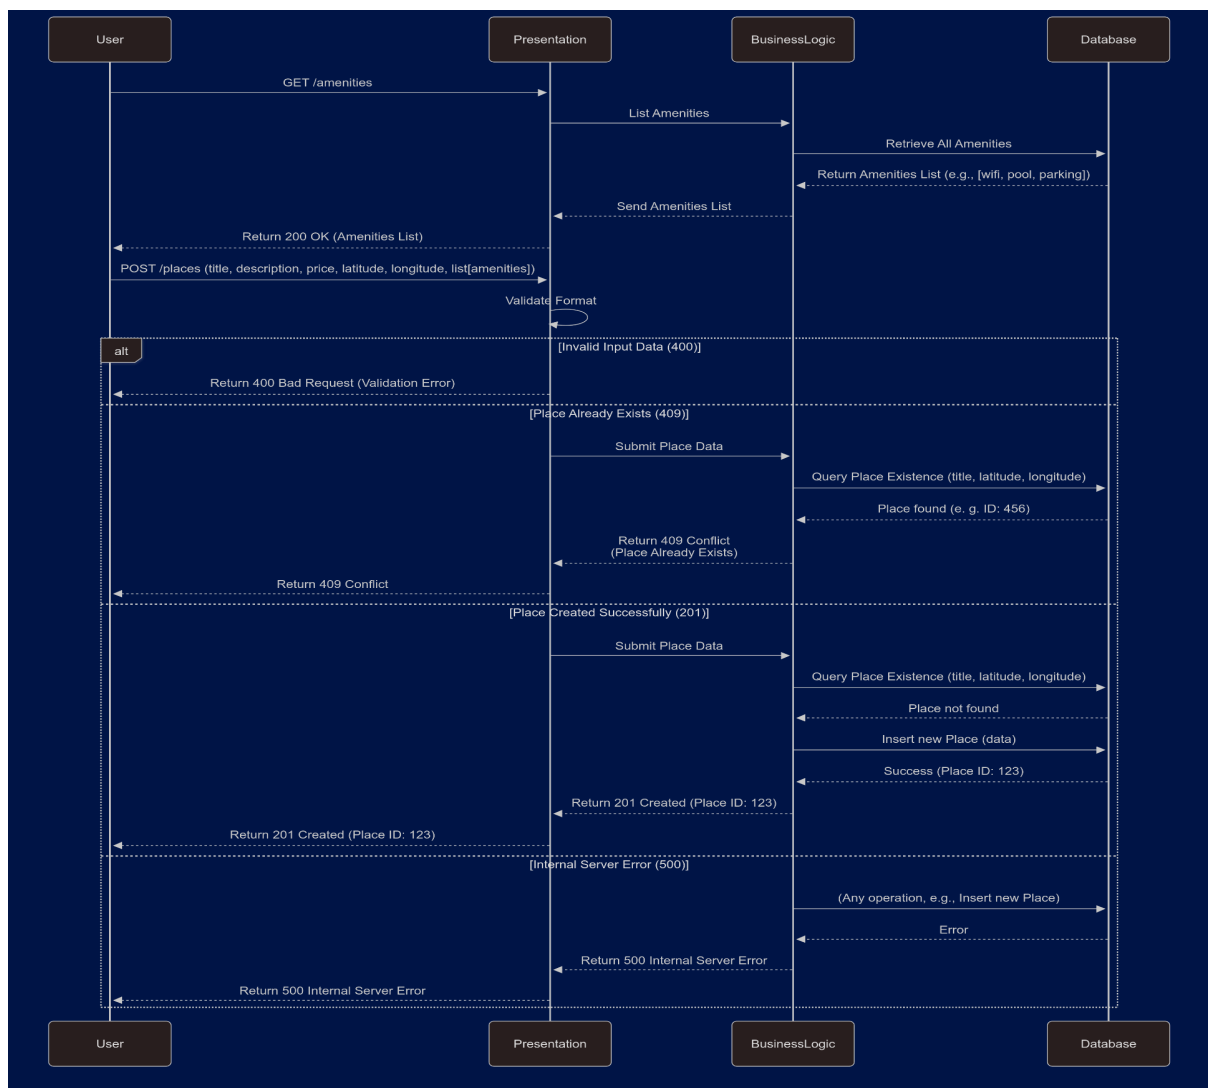 User
Presentation
BusinessLogic
Database
GET /amenities
List Amenities
Retrieve All Amenities
Return Amenities List (e.g., [wifi, pool, parking])
Send Amenities List
Return 200 OK (Amenities List)
POST /places (title, description, price, latitude, longitude, list[amenities])
Validate Format
alt
[Invalid Input Data (400)]
Return 400 Bad Request (Validation Error)
[Place Already Exists (409)]
Submit Place Data
Query Place Existence (title, latitude, longitude)
Place found (e. g. ID: 456)
Return 409 Conflict
(Place Already Exists)
Return 409 Conflict
[Place Created Successfully (201)]
Submit Place Data
Query Place Existence (title, latitude, longitude)
Place not found
Insert new Place (data)
Success (Place ID: 123)
Return 201 Created (Place ID: 123)
Return 201 Created (Place ID: 123)
[Internal Server Error (500)]
(Any operation, e.g., Insert new Place)
Error
Return 500 Internal Server Error
Return 500 Internal Server Error
User
Presentation
BusinessLogic
Database